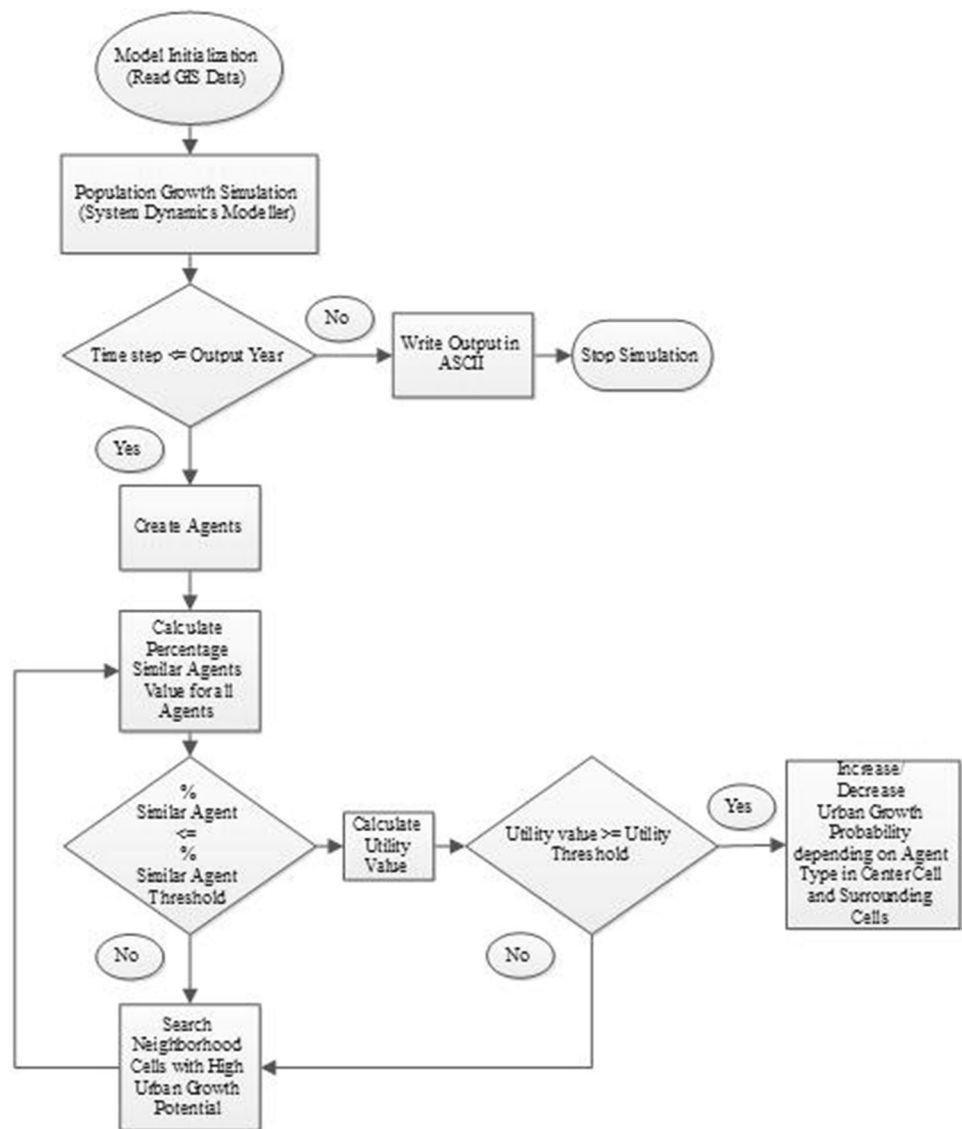 Model Initialization
(Read GIS Data)
Population Growth Simulation
(System Dynamics Modeller)
Time step <= Output Year
No
Write Output in
ASCII
Stop Simulation
Yes
Create Agents
Calculate
Percentage
Similar Agents
Value for all
Agents
%
Similar Agent
<=
%
Similar Agent
Threshold
Calculate
Utility
Value
Utility value >= Utility
Threshold
Yes
Increase/
Decrease
Urban Growth
Probability
depending on Agent
Type in Center Cell
and Surrounding
Cells
No
No
Search
Neighborhood
Cells with High
Urban Growth
Potential